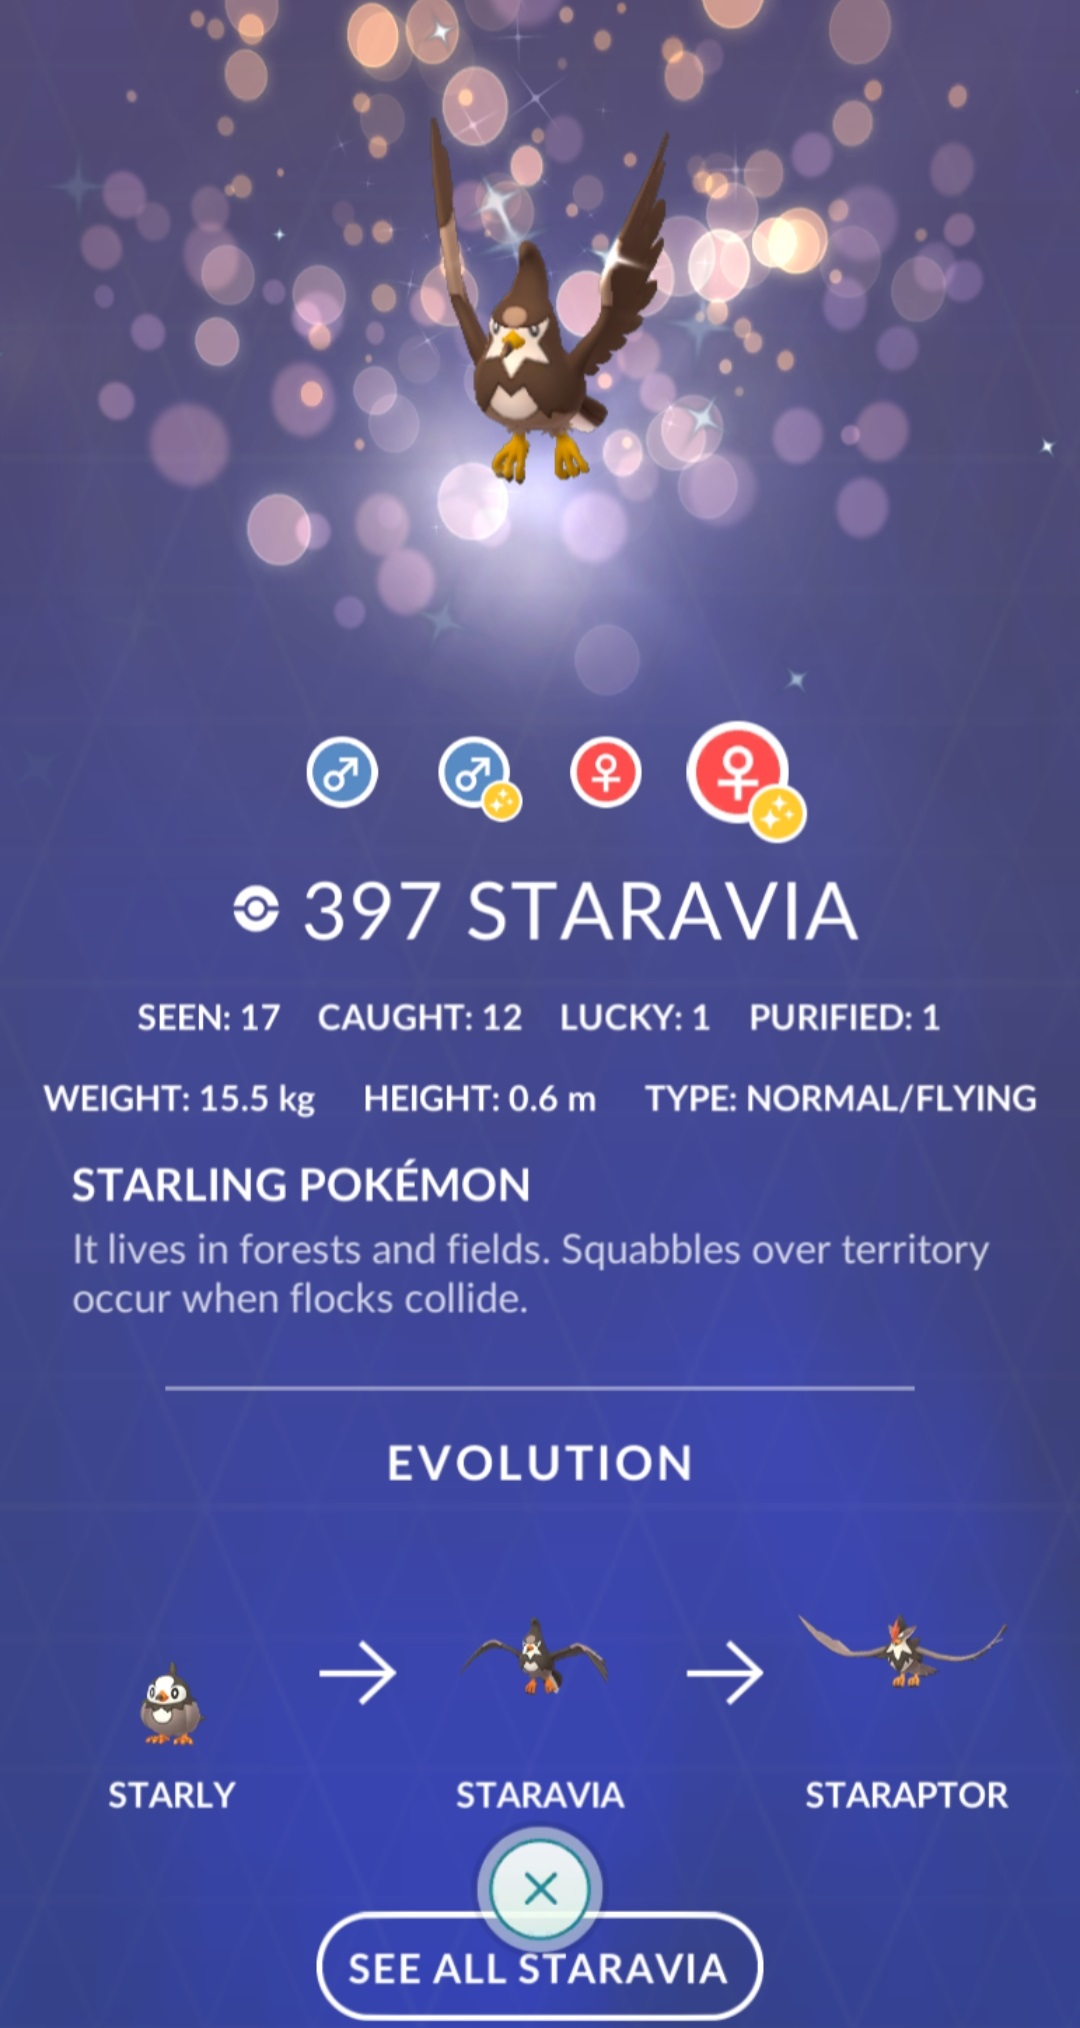 397 STARAVIA
SEEN: 17 CAUGHT: 12 LUCKY: 1 PURIFIED: 1
WEIGHT: 15.5 kg HEIGHT: 0.6 m TYPE: NORMAL/FLYING
STARLING POKÉMON
It lives in forests and fields. Squabbles over territory
occur when flocks collide.
EVOLUTION
STARLY STARAVIA STARAPTOR
SEE ALL STARAVIA